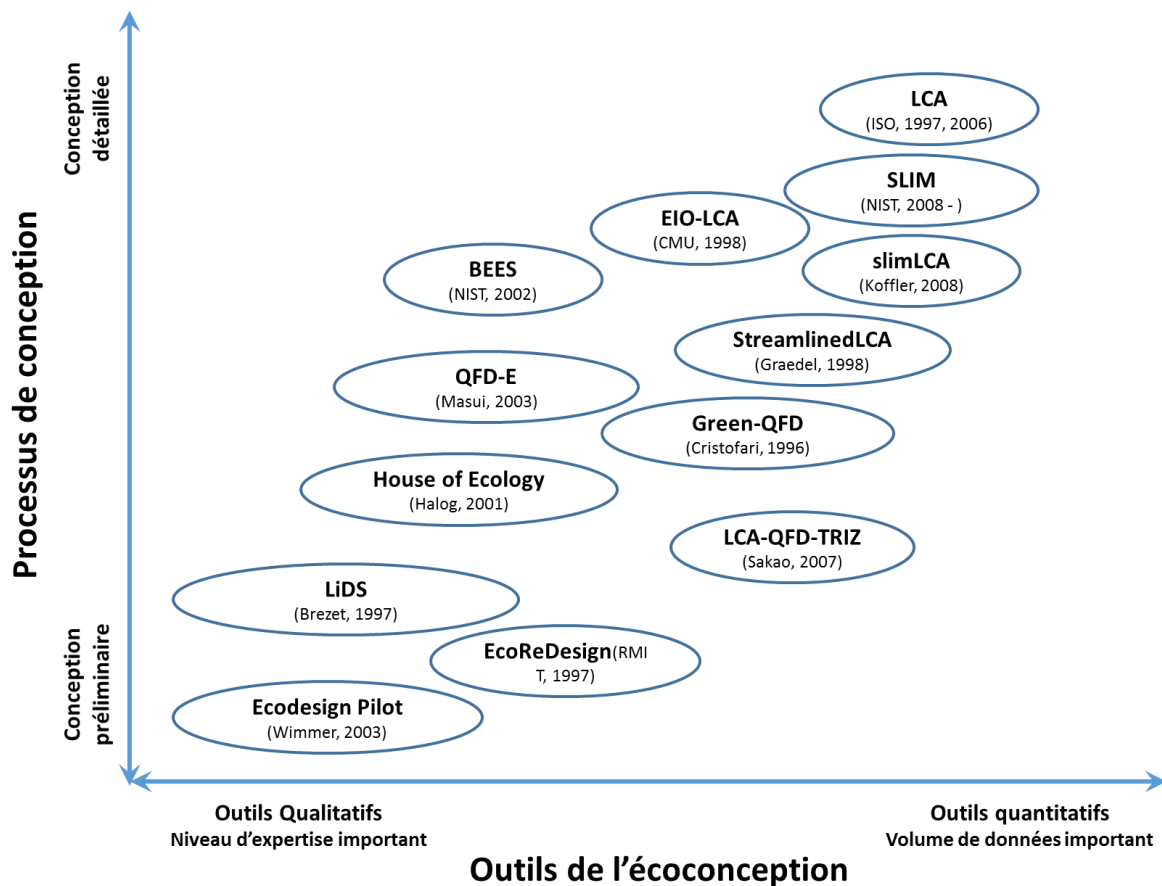 Processus de conception
Conception
détaillée
Conception
préliminaire
LCA
(ISO, 1997, 2006)
SLIM
(NIST, 2008 - )
EIO-LCA
(CMU, 1998)
slimLCA
(Koffler, 2008)
BEES
(NIST, 2002)
StreamlinedLCA
(Graedel, 1998)
QFD-E
(Masui, 2003)
Green-QFD
(Cristofari, 1996)
House of Ecology
(Halog, 2001)
LCA-QFD-TRIZ
(Sakao, 2007)
LiDS
(Brezet, 1997)
EcoReDesign(RMI
T, 1997)
Ecodesign Pilot
(Wimmer, 2003)
Outils Qualitatifs
Niveau d’expertise important
Outils quantitatifs
Volume de données important
Outils de l’écoconception